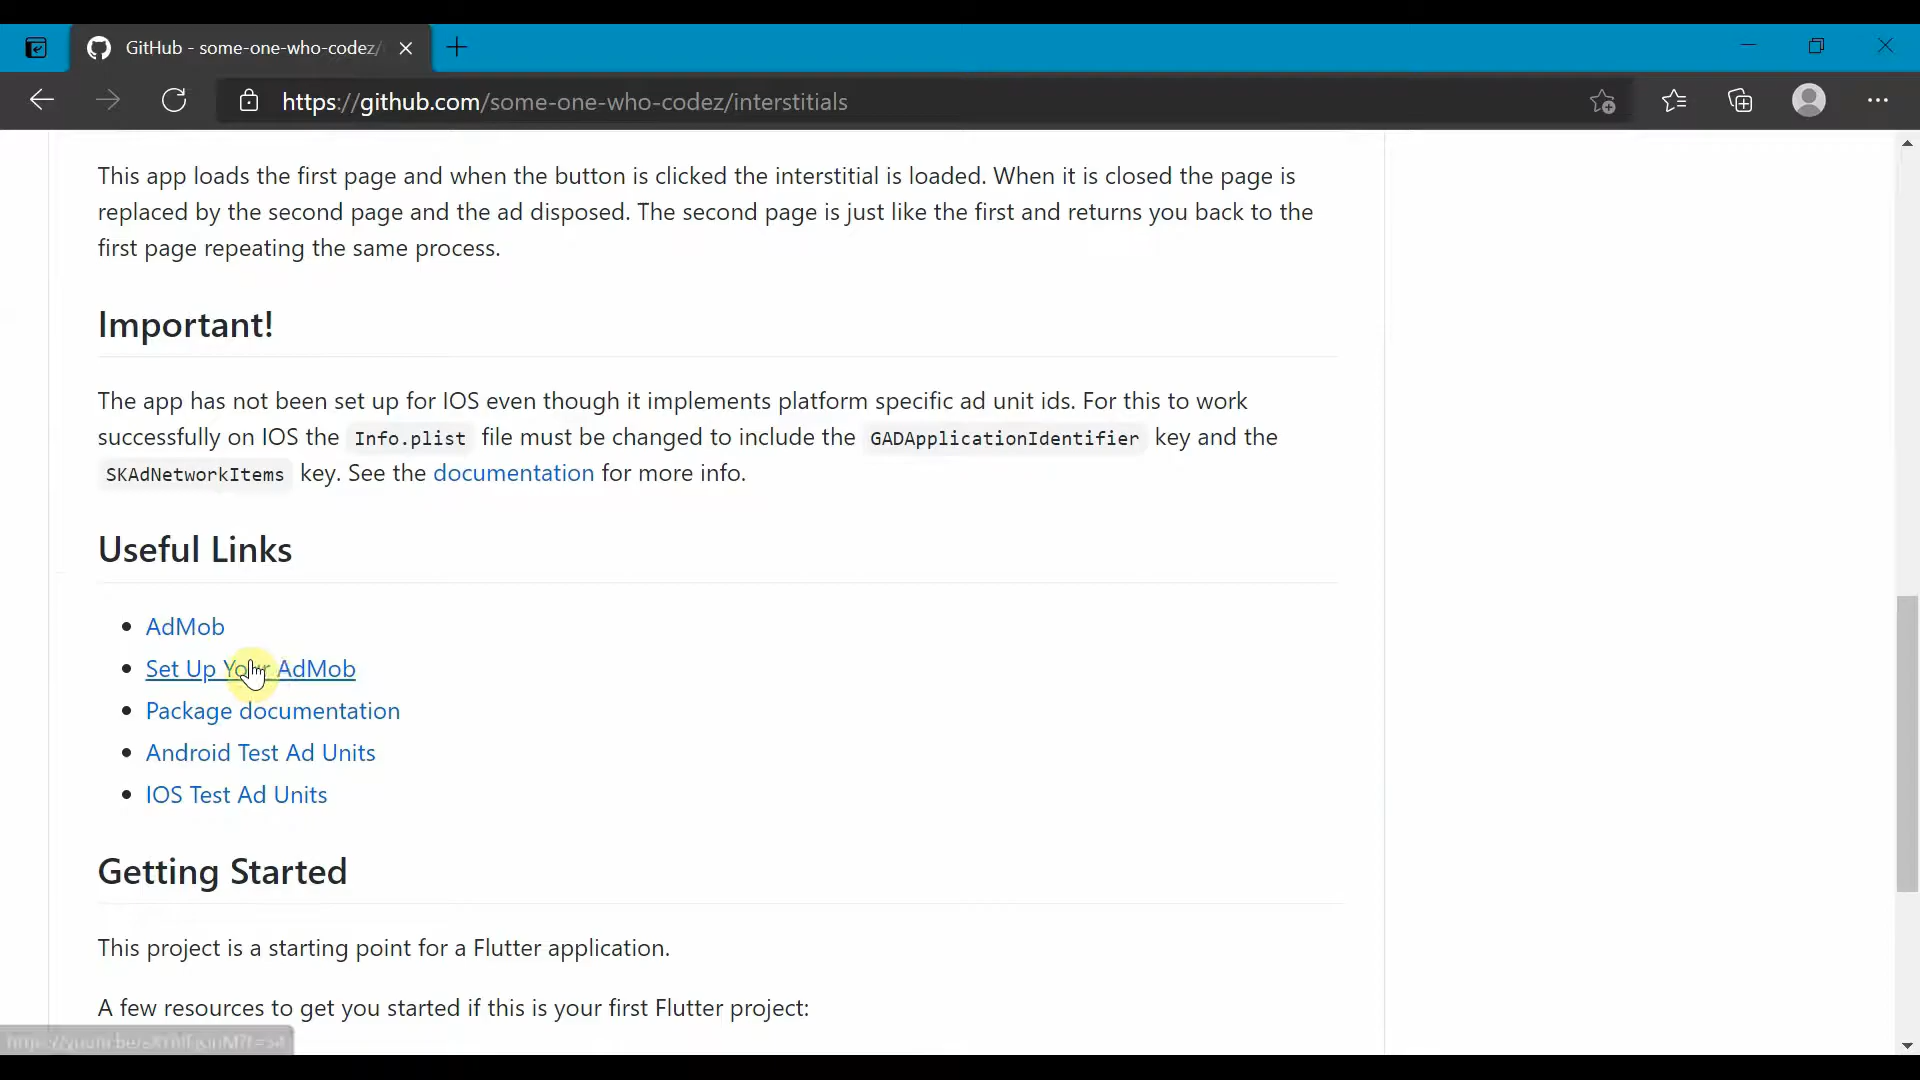 GitHub - some-one-who-codez/
https://github.com/some-one-who-codez/interstitials
This app loads the first page and when the button is clicked the interstitial is loaded. When it is closed the page is
replaced by the second page and the ad disposed. The second page is just like the first and returns you back to the
first page repeating the same process.
Important!
The app has not been set up for IOS even though it implements platform specific ad unit ids. For this to work
successfully on IOS the Info.plist file must be changed to include the GADApplicationIdentifier key and the
SKAdNetworkItems key. See the documentation for more info.
Useful Links
AdMob
Set Up Your AdMob
Package documentation
Android Test Ad Units
IOS Test Ad Units
Getting Started
This project is a starting point for a Flutter application.
A few resources to get you started if this is your first Flutter project: